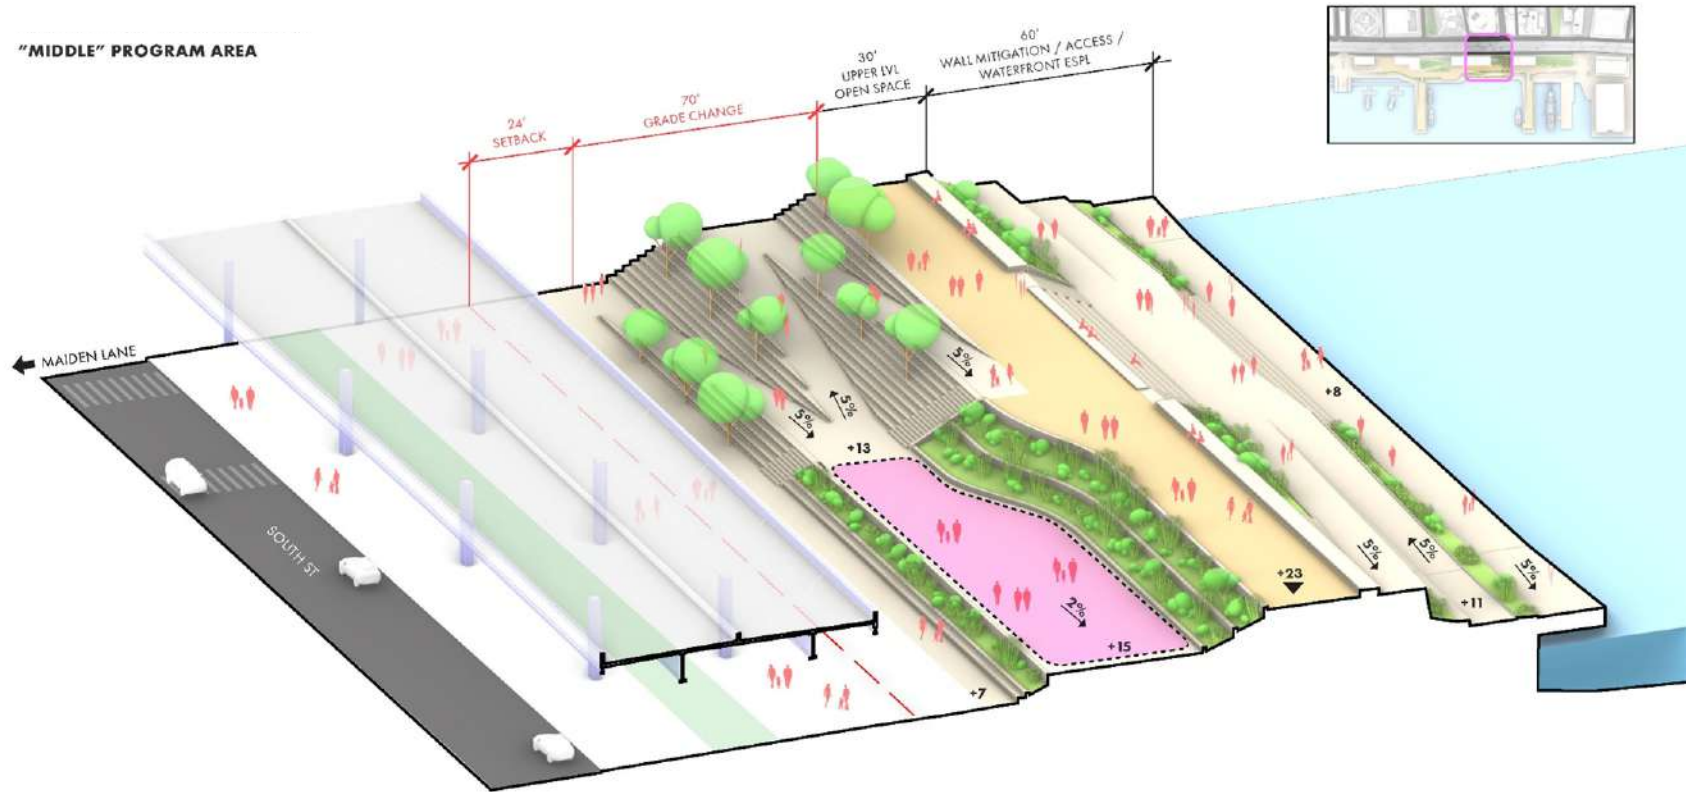 "MIDDLE" PROGRAM AREA
24'
SETBACK
70'
GRADE CHANGE
30'
UPPER LVL
OPEN SPACE
60'
WALL MITIGATION / ACCESS /
WATERFRONT ESPL
MAIDEN LANE
SOUTH ST
5%
5%
5%
+13
+8
2%
+15
+7
+23
5%
5%
5%
+11